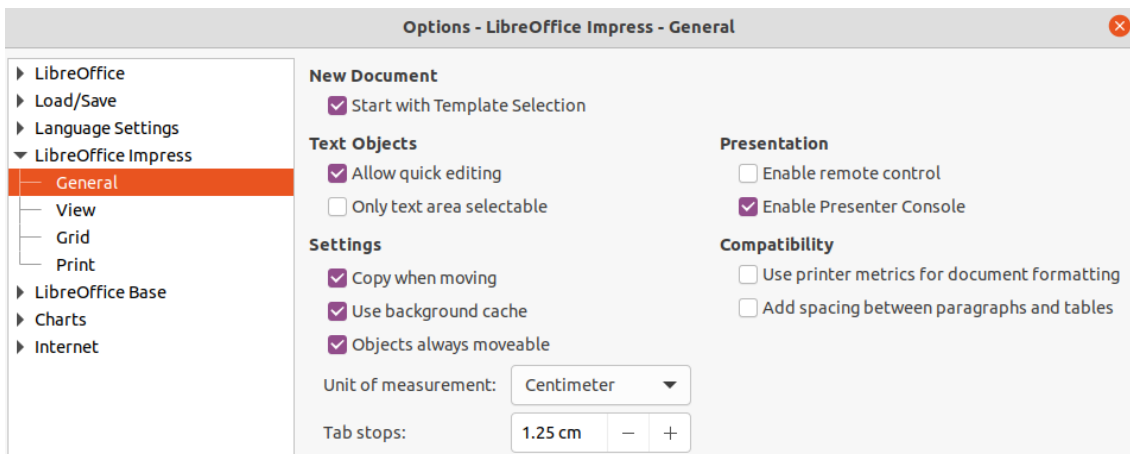 Options - LibreOffice Impress - General
LibreOffice
Load/Save
Language Settings
LibreOffice Impress
General
View
Grid
Print
LibreOffice Base
Charts
Internet
New Document
Start with Template Selection
Text Objects
Allow quick editing
Only text area selectable
Settings
Copy when moving
Use background cache
Objects always moveable
Unit of measurement: Centimeter
Tab stops: 1.25 cm − +
Presentation
Enable remote control
Enable Presenter Console
Compatibility
Use printer metrics for document formatting
Add spacing between paragraphs and tables